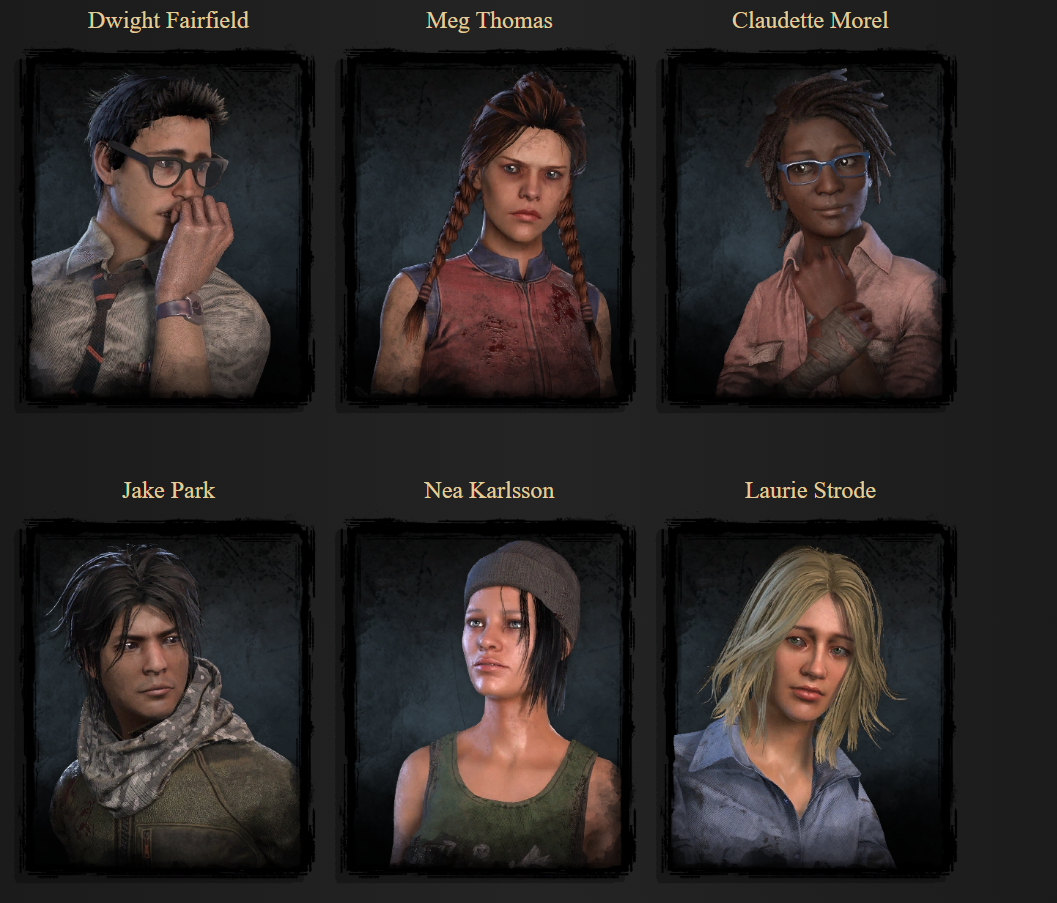 Dwight Fairfield
Meg Thomas
Claudette Morel
Jake Park
Nea Karlsson
Laurie Strode